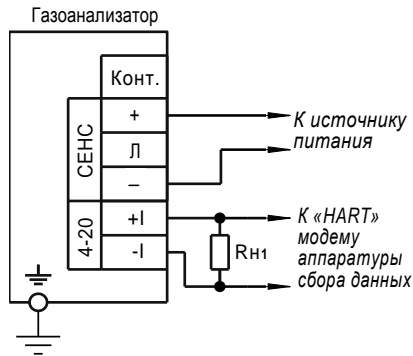 Газоанализатор
Конт.
СЕНС
+
Л
–
4-20
+I
-I
Rн1
К источнику
питания
К «HART»
модему
аппаратуры
сбора данных